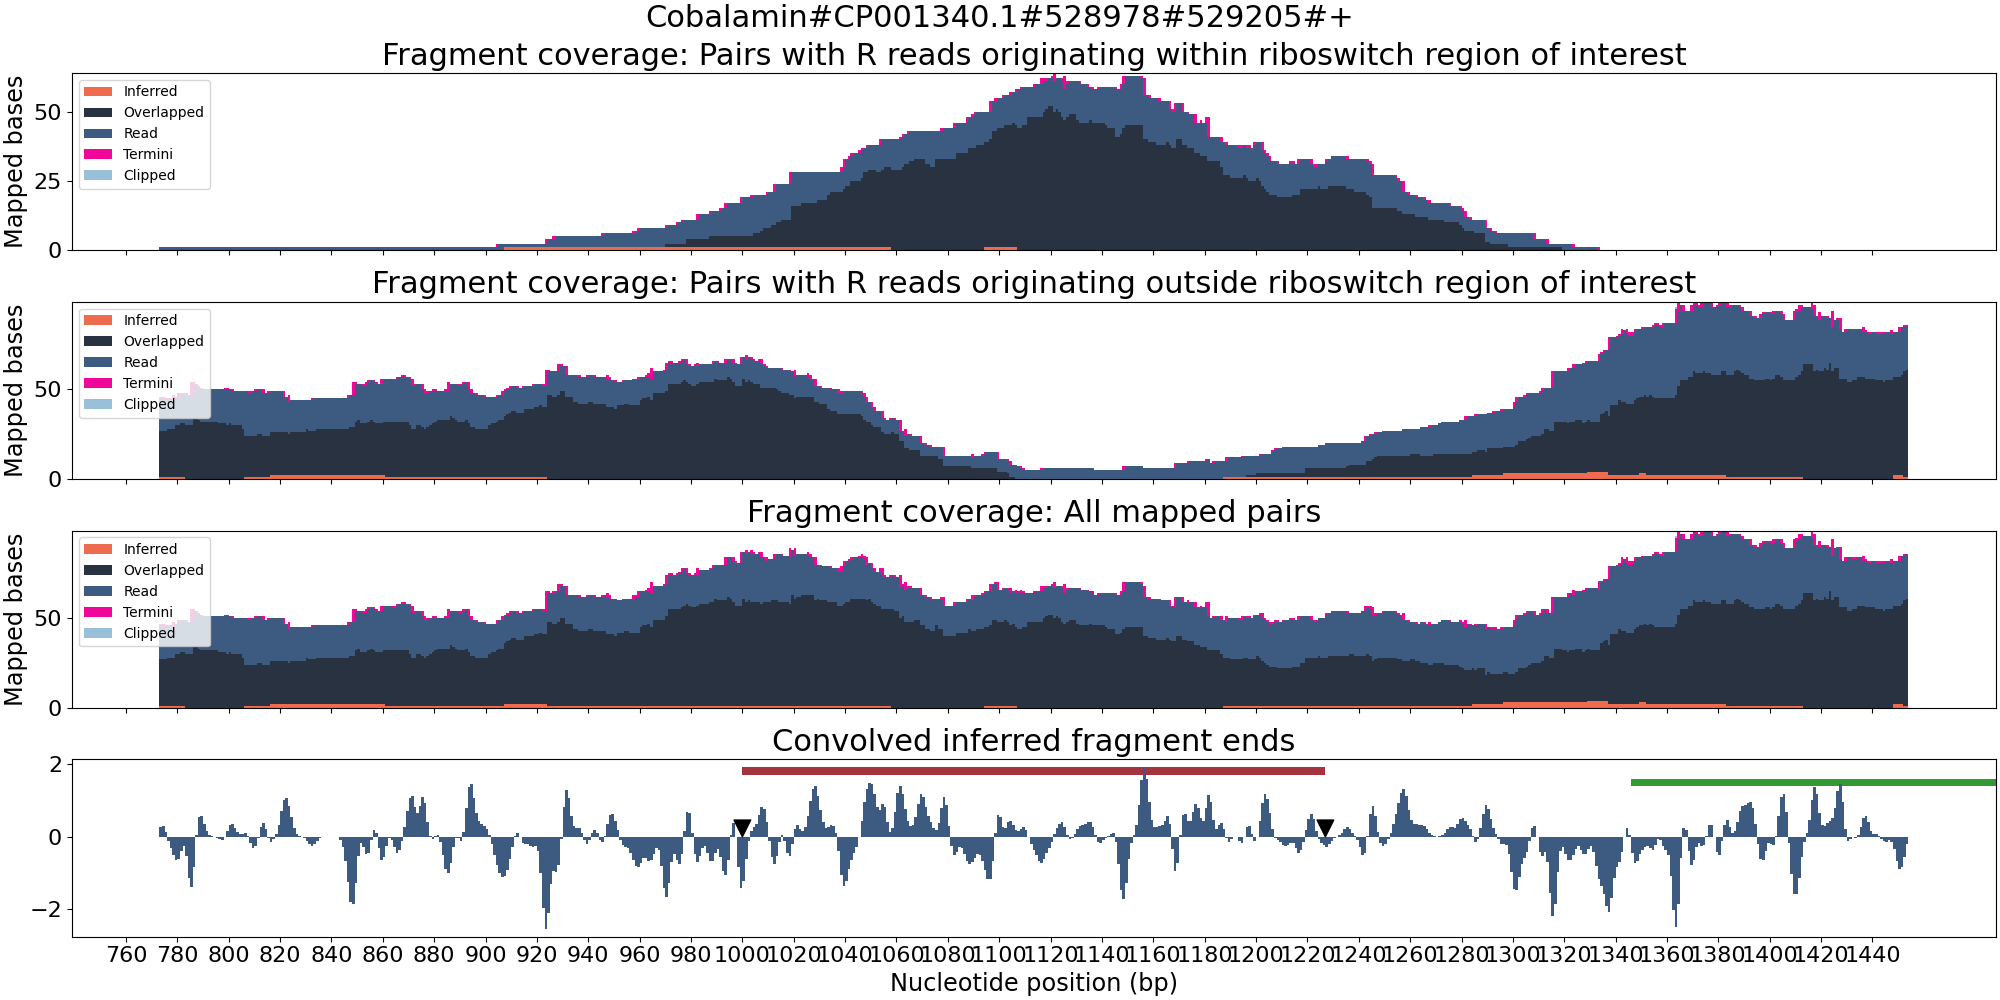 Cobalamin#CP001340.1#528978#529205#+
Fragment coverage: Pairs with R reads originating within riboswitch region of interest
Mapped bases
50
25
0
Inferred
Overlapped
Read
Termini
Clipped
Fragment coverage: Pairs with R reads originating outside riboswitch region of interest
Mapped bases
50
0
Inferred
Overlapped
Read
Termini
Clipped
Fragment coverage: All mapped pairs
Mapped bases
50
0
Inferred
Overlapped
Read
Termini
Clipped
Convolved inferred fragment ends
2
0
−2
760 780 800 820 840 860 880 900 920 940 960 980 1000 1020 1040 1060 1080 1100 1120 1140 1160 1180 1200 1220 1240 1260 1280 1300 1320 1340 1360 1380 1400 1420 1440
Nucleotide position (bp)